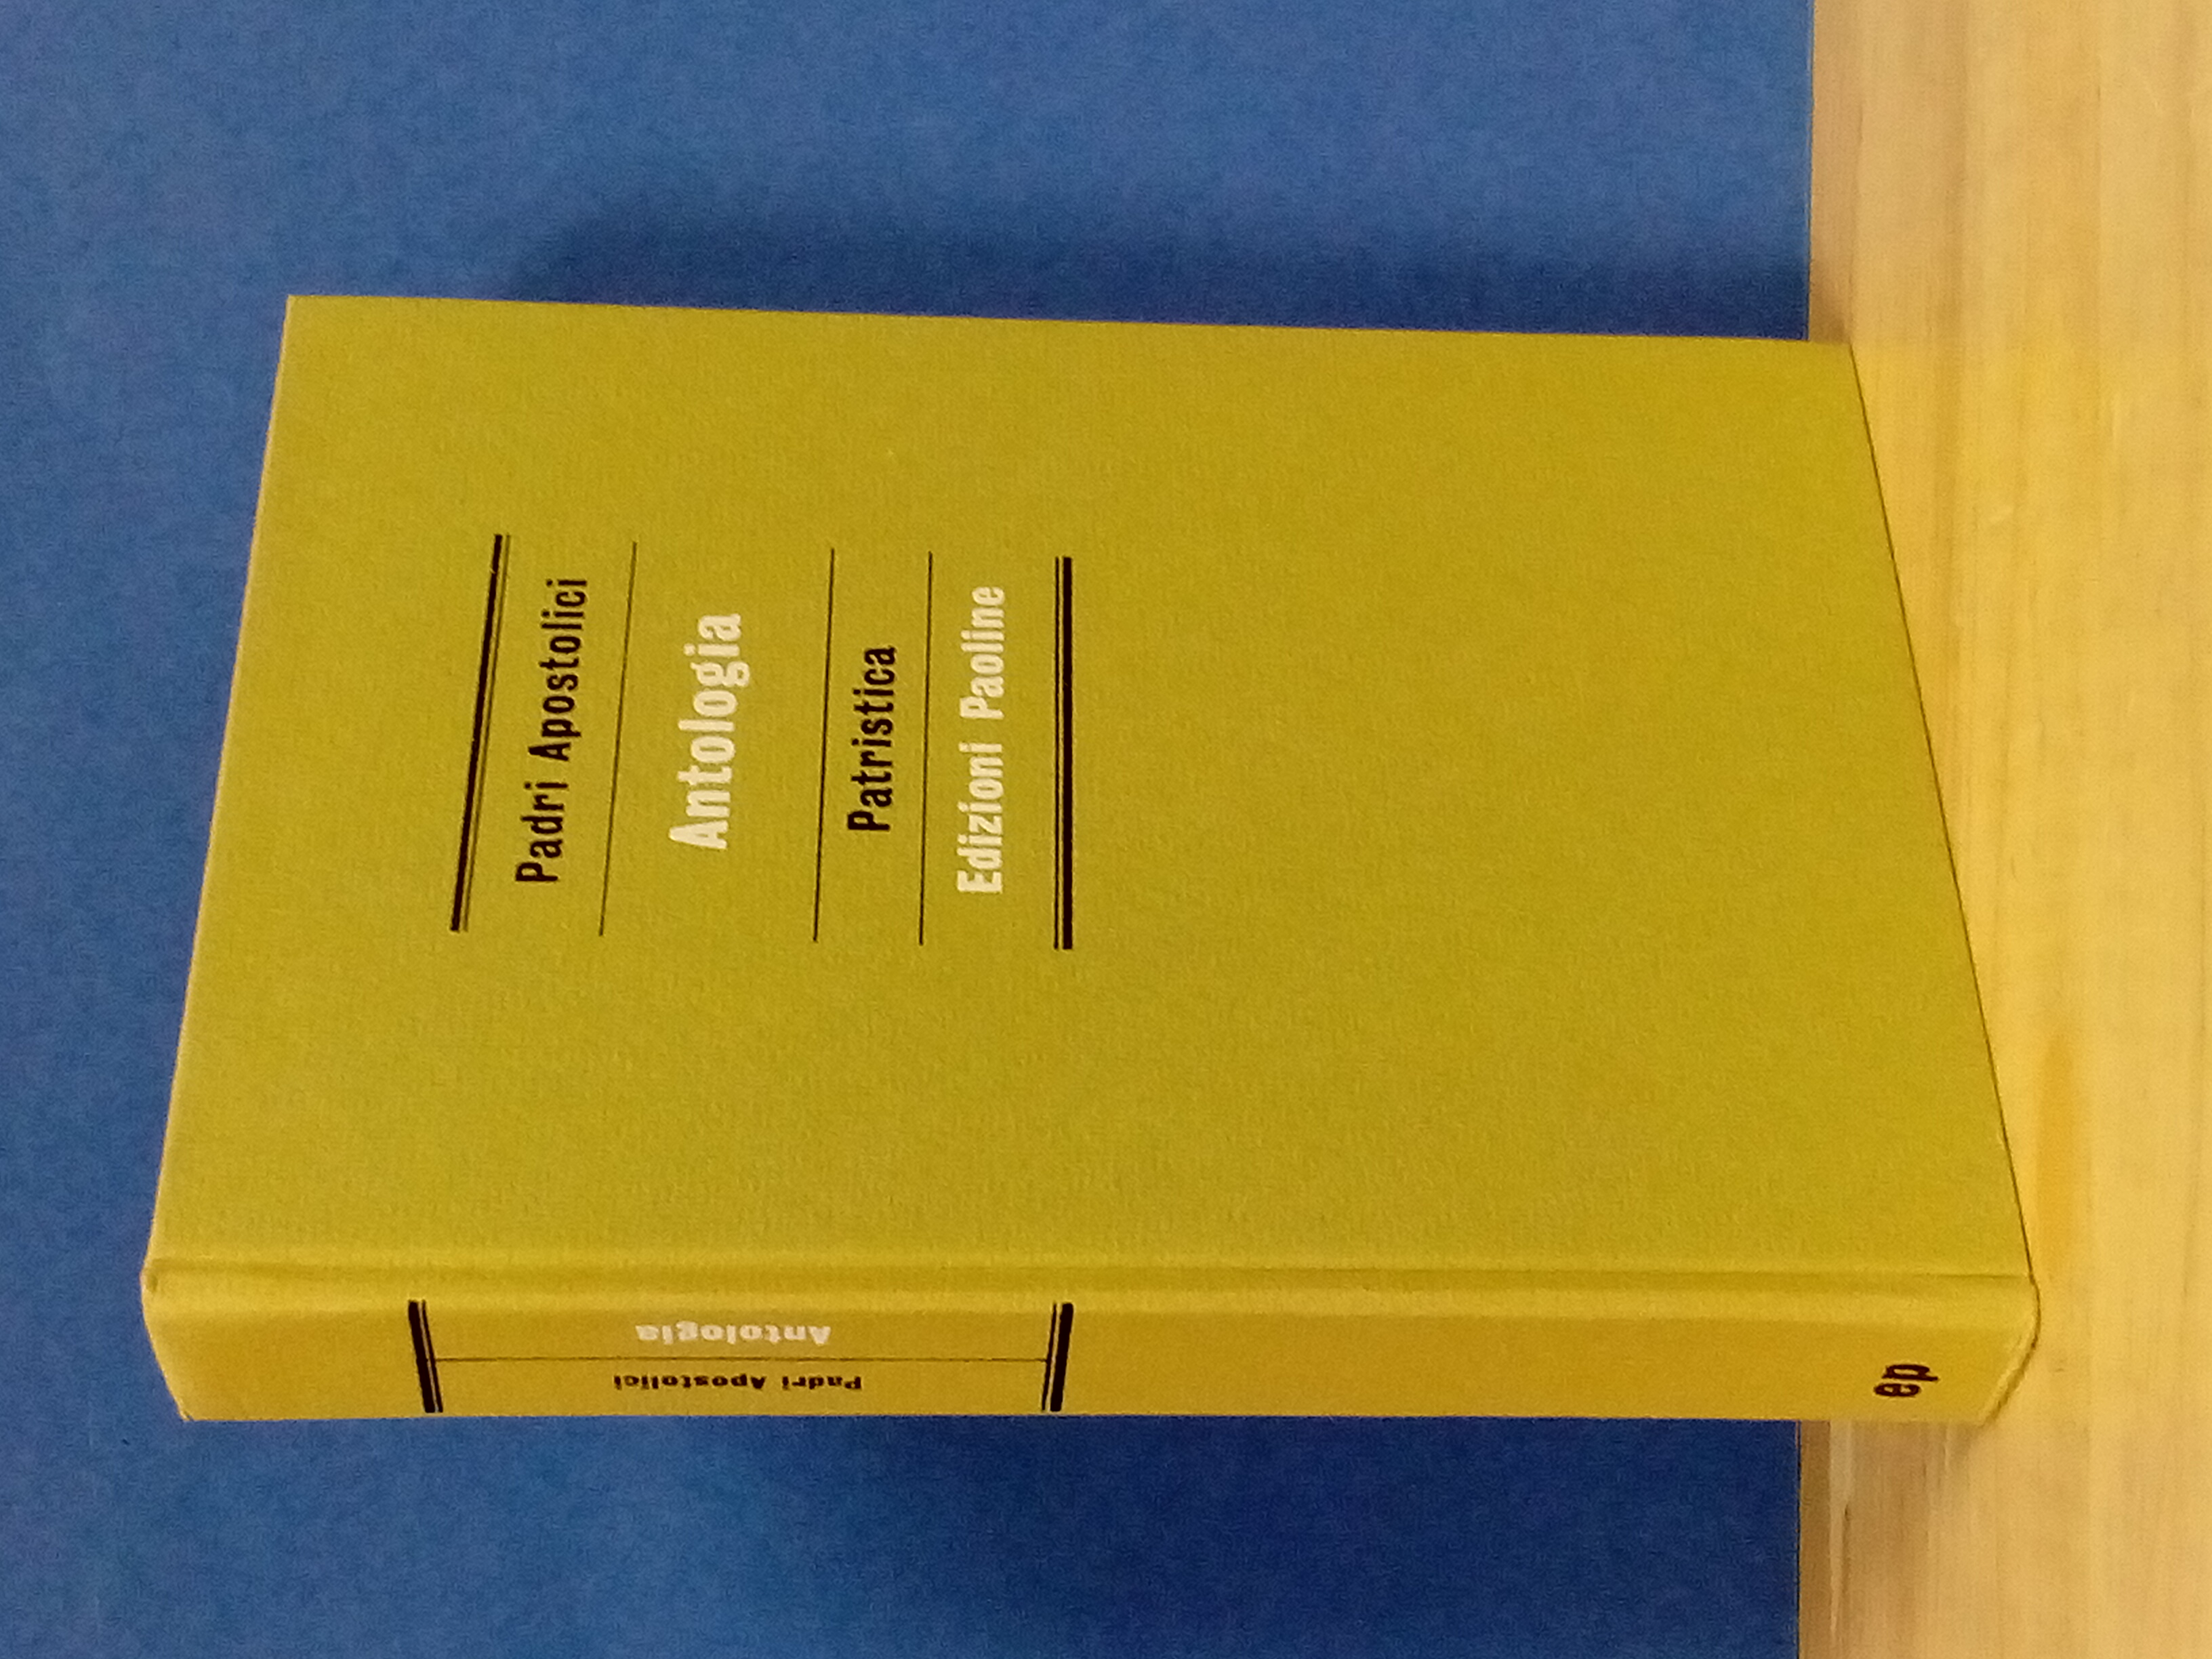 Padri Apostolici
Antologia
Patristica
Edizioni Paoline
Padri Apostolici
Antologia
ep